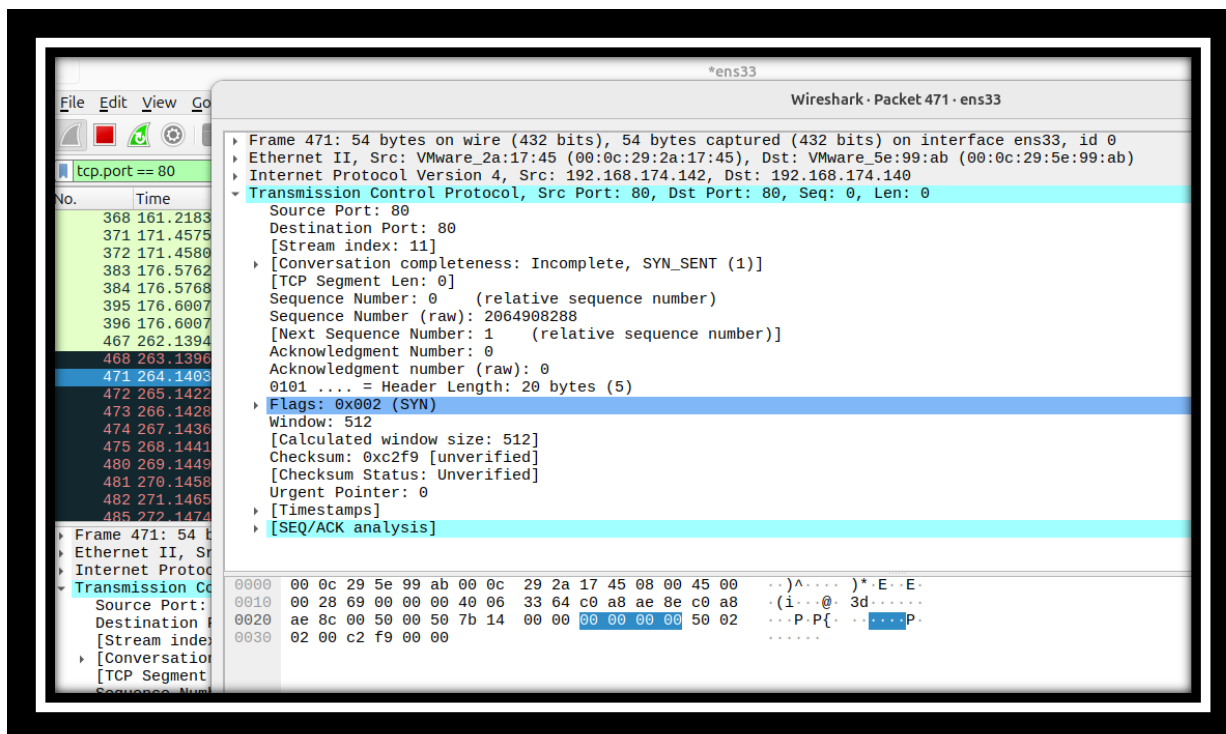 *ens33
File Edit View Go
Wireshark · Packet 471 · ens33
tcp.port == 80
No. Time
368 161.2183
371 171.4575
372 171.4580
383 176.5762
384 176.5768
395 176.6007
396 176.6007
467 262.1394
468 263.1396
471 264.1403
472 265.1422
473 266.1428
474 267.1436
475 268.1441
480 269.1449
481 270.1458
482 271.1465
485 272.1474
Frame 471: 54 b
Ethernet II, Sr
Internet Protoc
Transmission Co
Source Port:
Destination P
[Stream index
[Conversation
[TCP Segment
Sequence Num
Frame 471: 54 bytes on wire (432 bits), 54 bytes captured (432 bits) on interface ens33, id 0
Ethernet II, Src: VMware_2a:17:45 (00:0c:29:2a:17:45), Dst: VMware_5e:99:ab (00:0c:29:5e:99:ab)
Internet Protocol Version 4, Src: 192.168.174.142, Dst: 192.168.174.140
Transmission Control Protocol, Src Port: 80, Dst Port: 80, Seq: 0, Len: 0
Source Port: 80
Destination Port: 80
[Stream index: 11]
[Conversation completeness: Incomplete, SYN_SENT (1)]
[TCP Segment Len: 0]
Sequence Number: 0 (relative sequence number)
Sequence Number (raw): 2064908288
[Next Sequence Number: 1 (relative sequence number)]
Acknowledgment Number: 0
Acknowledgment number (raw): 0
0101 .... = Header Length: 20 bytes (5)
Flags: 0x002 (SYN)
Window: 512
[Calculated window size: 512]
Checksum: 0xc2f9 [unverified]
[Checksum Status: Unverified]
Urgent Pointer: 0
[Timestamps]
[SEQ/ACK analysis]
0000 00 0c 29 5e 99 ab 00 0c 29 2a 17 45 08 00 45 00 ··)^···· )*·E··E·
0010 00 28 69 00 00 00 40 06 33 64 c0 a8 ae 8e c0 a8 ·(i···@· 3d······
0020 ae 8c 00 50 00 50 7b 14 00 00 00 00 00 00 50 02 ···P·P{· ······P·
0030 02 00 c2 f9 00 00 ······